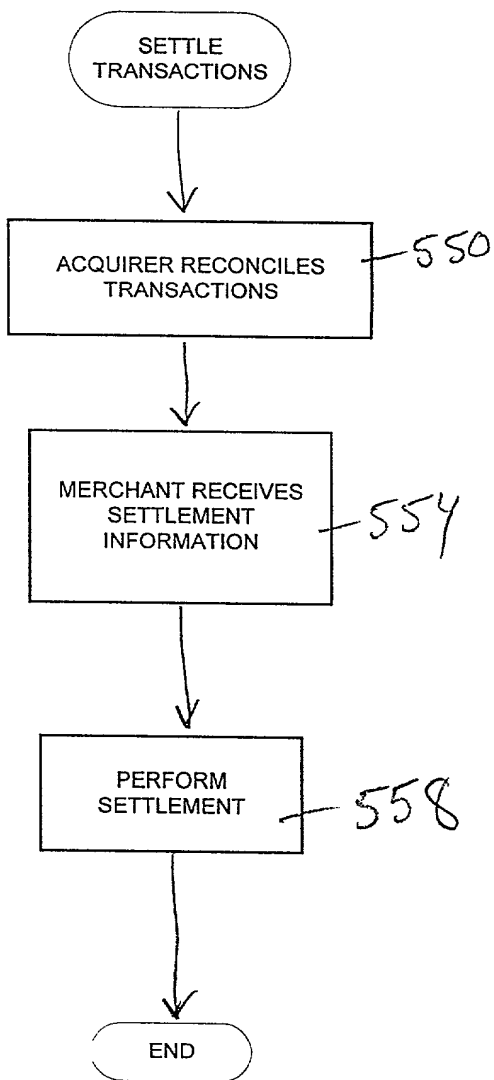 SETTLE
TRANSACTIONS
ACQUIRER RECONCILES
TRANSACTIONS
550
MERCHANT RECEIVES
SETTLEMENT
INFORMATION
554
PERFORM
SETTLEMENT
558
END